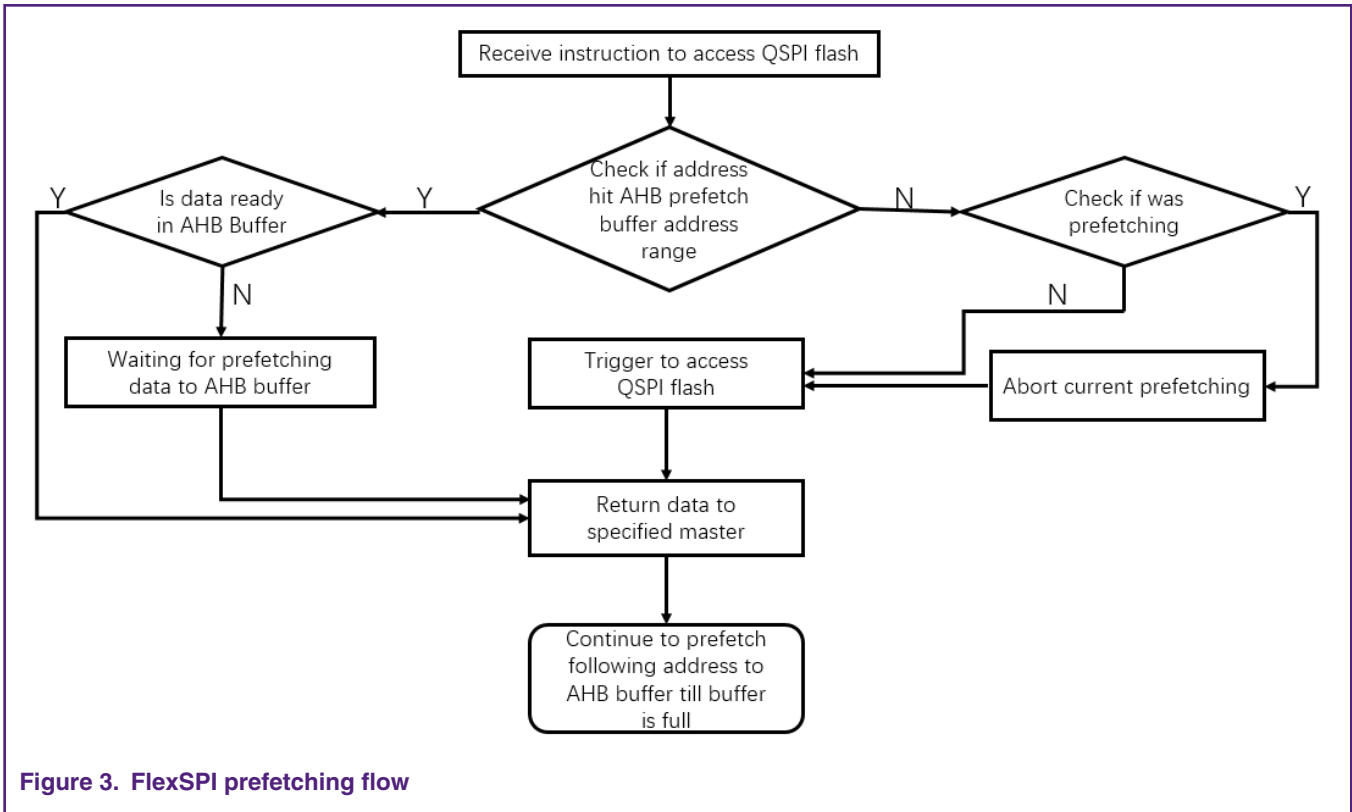 Receive instruction to access QSPI flash
Check if address
hit AHB prefetch
buffer address
range
Y
N
Is data ready
in AHB Buffer
Y
N
Check if was
prefetching
Y
N
Waiting for prefetching
data to AHB buffer
Trigger to access
QSPI flash
Abort current prefetching
Return data to
specified master
Continue to prefetch
following address to
AHB buffer till buffer
is full
Figure 3. FlexSPI prefetching flow